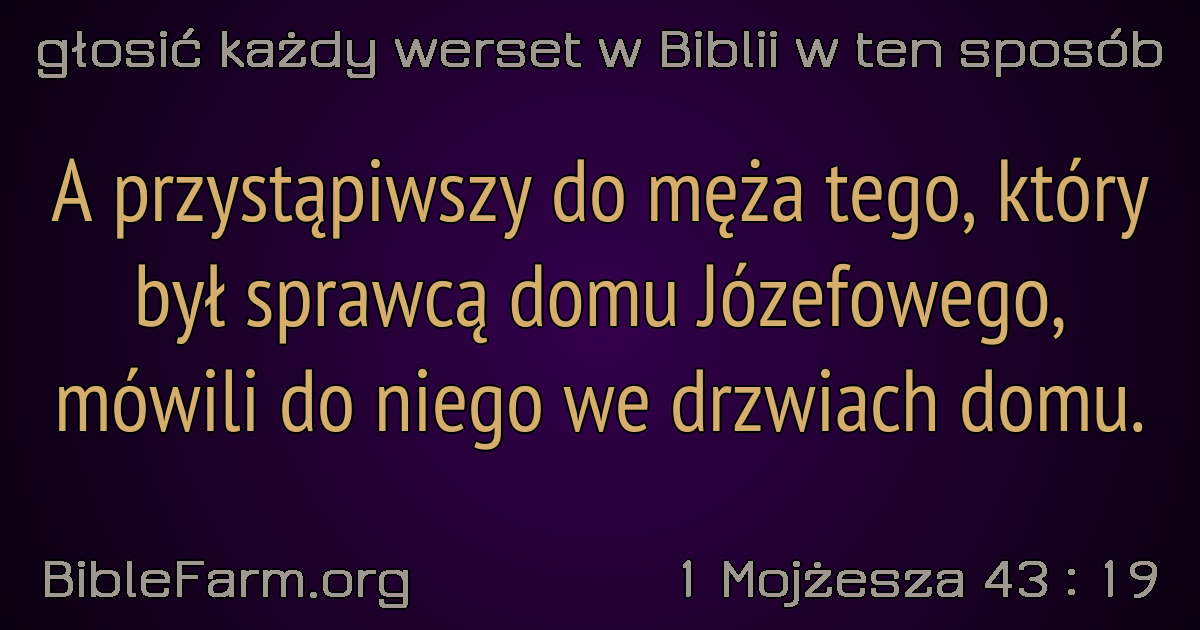 głosić każdy werset w Biblii w ten sposób
A przystąpiwszy do męża tego, który
był sprawcą domu Józefowego,
mówili do niego we drzwiach domu.
BibleFarm.org
1 Mojżesza 43 : 19